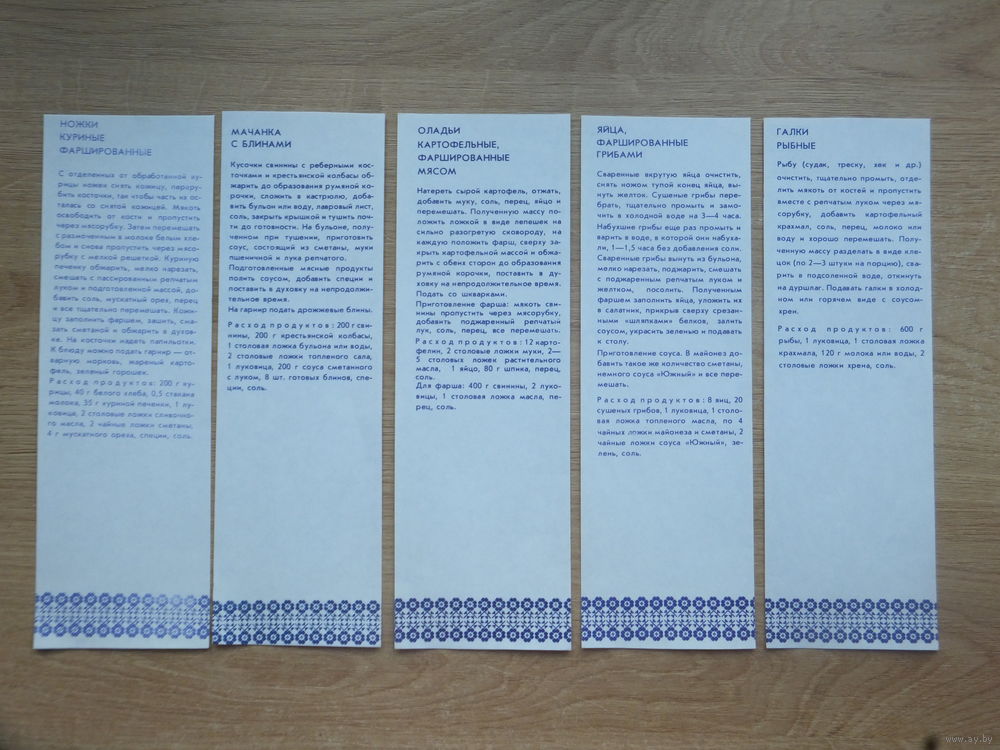 НОЖКИ
КУРИНЫЕ
ФАРШИРОВАННЫЕ
С отделенных от обработанной ку-
рицы ножек снять кожицу, перару-
бить косточки, так чтобы часть их ос-
талась со снятой кожицей. Мякоть
освободить от кости и пропустить
через мясорубку. Затем перемешать
с размоченным в молоке белым хле-
бом и снова пропустить через мясо-
рубку с мелкой решеткой. Куриную
печенку обжарить, мелко нарезать,
смешать с пассированным репчатым
луком и подготовленной массой, до-
бавить соль, мускатный орех, перец
и все тщательно перемешать. Кожи-
цу заполнить фаршем, зашить, сма-
зать сметаной и обжарить в духов-
ке. На косточки надеть папильотки.
К блюду можно подать гарнир — от-
варную морковь, жареный карто-
фель, зеленый горошек.
Расход продуктов: 200 г ку-
рицы, 40 г белого хлеба, 0,5 стакана
молока, 35 г куриной печенки, 1 лу-
ковица, 2 столовые ложки сливочно-
го масла, 2 чайные ложки сметаны,
4 г мускатного ореха, специи, соль.
МАЧАНКА
С БЛИНАМИ
Кусочки свинины с реберными кос-
точками и крестьянской колбасы об-
жарить до образования румяной ко-
рочки, сложить в кастрюлю, доба-
вить бульон или воду, лавровый лист,
соль, закрыть крышкой и тушить поч-
ти до готовности. На бульоне, полу-
ченном при тушении, приготовить
соус, состоящий из сметаны, муки
пшеничной и лука репчатого.
Подготовленные мясные продукты
полить соусом, добавить специи и
поставить в духовку на непродолжи-
тельное время.
На гарнир подать дрожжевые блины.
Расход продуктов: 200 г сви-
нины, 200 г крестьянской колбасы,
1 столовая ложка бульона или воды,
2 столовые ложки топленого сала,
1 луковица, 200 г соуса сметанного
с луком, 8 шт. готовых блинов, спе-
ции, соль.
ОЛАДЬИ
КАРТОФЕЛЬНЫЕ,
ФАРШИРОВАННЫЕ
МЯСОМ
Натереть сырой картофель, отжать,
добавить муку, соль, перец, яйцо и
перемешать. Полученную массу по-
ложить ложкой в виде лепешек на
сильно разогретую сковороду, на
каждую положить фарш, сверху за-
крыть картофельной массой и обжа-
рить с обеих сторон до образования
румяной корочки, поставить в ду-
ховку на непродолжительное время.
Подать со шкварками.
Приготовление фарша: мякоть сви-
нины пропустить через мясорубку,
добавить поджаренный репчатый
лук, соль, перец, все перемешать.
Расход продуктов: 12 карто-
фелин, 2 столовые ложки муки, 2—
5 столовых ложек растительного
масла, 1 яйцо, 80 г шпика, перец,
соль.
Для фарша: 400 г свинины, 2 луко-
вицы, 1 столовая ложка масла, пе-
рец, соль.
ЯЙЦА,
ФАРШИРОВАННЫЕ
ГРИБАМИ
Сваренные вкрутую яйца очистить,
снять ножом тупой конец яйца, вы-
нуть желток. Сушеные грибы пере-
брать, тщательно промыть и замо-
чить в холодной воде на 3—4 часа.
Набухшие грибы еще раз промыть и
варить в воде, в которой они набуха-
ли, 1—1,5 часа без добавления соли.
Сваренные грибы вынуть из бульона,
мелко нарезать, поджарить, смешать
с поджаренным репчатым луком и
желтком, посолить. Полученным
фаршем заполнить яйца, уложить их
в салатник, прикрыв сверху срезан-
ными «шляпками» белков, залить
соусом, украсить зеленью и подавать
к столу.
Приготовление соуса. В майонез до-
бавить такое же количество сметаны,
немного соуса «Южный» и все пере-
мешать.
Расход продуктов: 8 яиц, 20
сушеных грибов, 1 луковица, 1 столо-
вая ложка топленого масла, по 4
чайных ложки майонеза и сметаны, 2
чайные ложки соуса «Южный», зе-
лень, соль.
ГАЛКИ
РЫБНЫЕ
Рыбу (судак, треску, хек и др.)
очистить, тщательно промыть, отде-
лить мякоть от костей и пропустить
вместе с репчатым луком через мя-
сорубку, добавить картофельный
крахмал, соль, перец, молоко или
воду и хорошо перемешать. Полу-
ченную массу разделать в виде кле-
цек (по 2—3 штуки на порцию), сва-
рить в подсоленной воде, откинуть
на дуршлаг. Подавать галки в холод-
ном или горячем виде с соусом-
хрен.
Расход продуктов: 600 г
рыбы, 1 луковица, 1 столовая ложка
крахмала, 120 г молока или воды, 2
столовые ложки хрена, соль.
www.ay.by